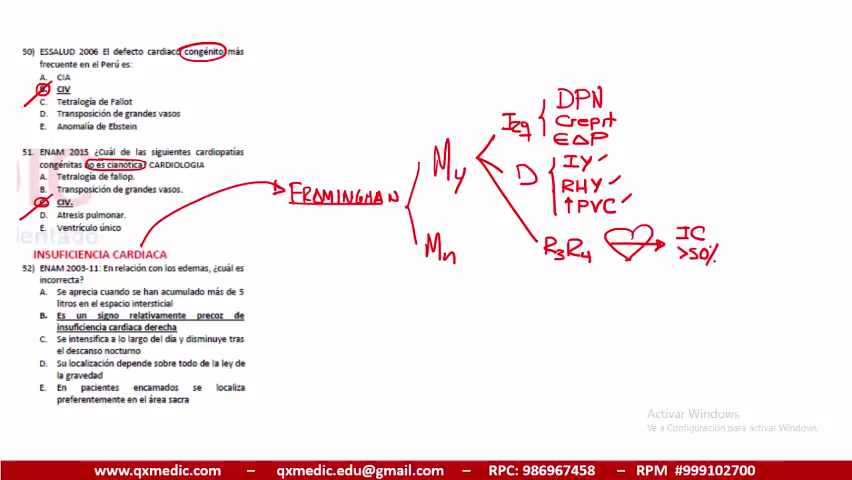 50) ESSALUD 2006 El defecto cardiaco congénito más
frecuente en el Perú es:
A. CIA
B. CIV
C. Tetralogía de Fallot
D. Transposición de grandes vasos
E. Anomalía de Ebstein
51. ENAM 2015 ¿Cuál de las siguientes cardiopatías
congénitas no es cianótica? CARDIOLOGIA
A. Tetralogía de fallop.
B. Transposición de grandes vasos.
C. CIV.
D. Atresis pulmonar.
E. Ventrículo único
INSUFICIENCIA CARDIACA
52) ENAM 2003-11: En relación con los edemas, ¿cuál es
incorrecta?
A. Se aprecia cuando se han acumulado más de 5
litros en el espacio intersticial
B. Es un signo relativamente precoz de
insuficiencia cardiaca derecha
C. Se intensifica a lo largo del día y disminuye tras
el descanso nocturno
D. Su localización depende sobre todo de la ley de
la gravedad
E. En pacientes encamados se localiza
preferentemente en el área sacra
FRAMINGHAN
My
Mn
Izq
DPN
Creprt
EAP
D
IY
RHY
↑PVC
R3R4
IC
>50%
Activar Windows
Ve a Configuración para activar Windows.
www.qxmedic.com – qxmedic.edu@gmail.com – RPC: 986967458 – RPM #999102700